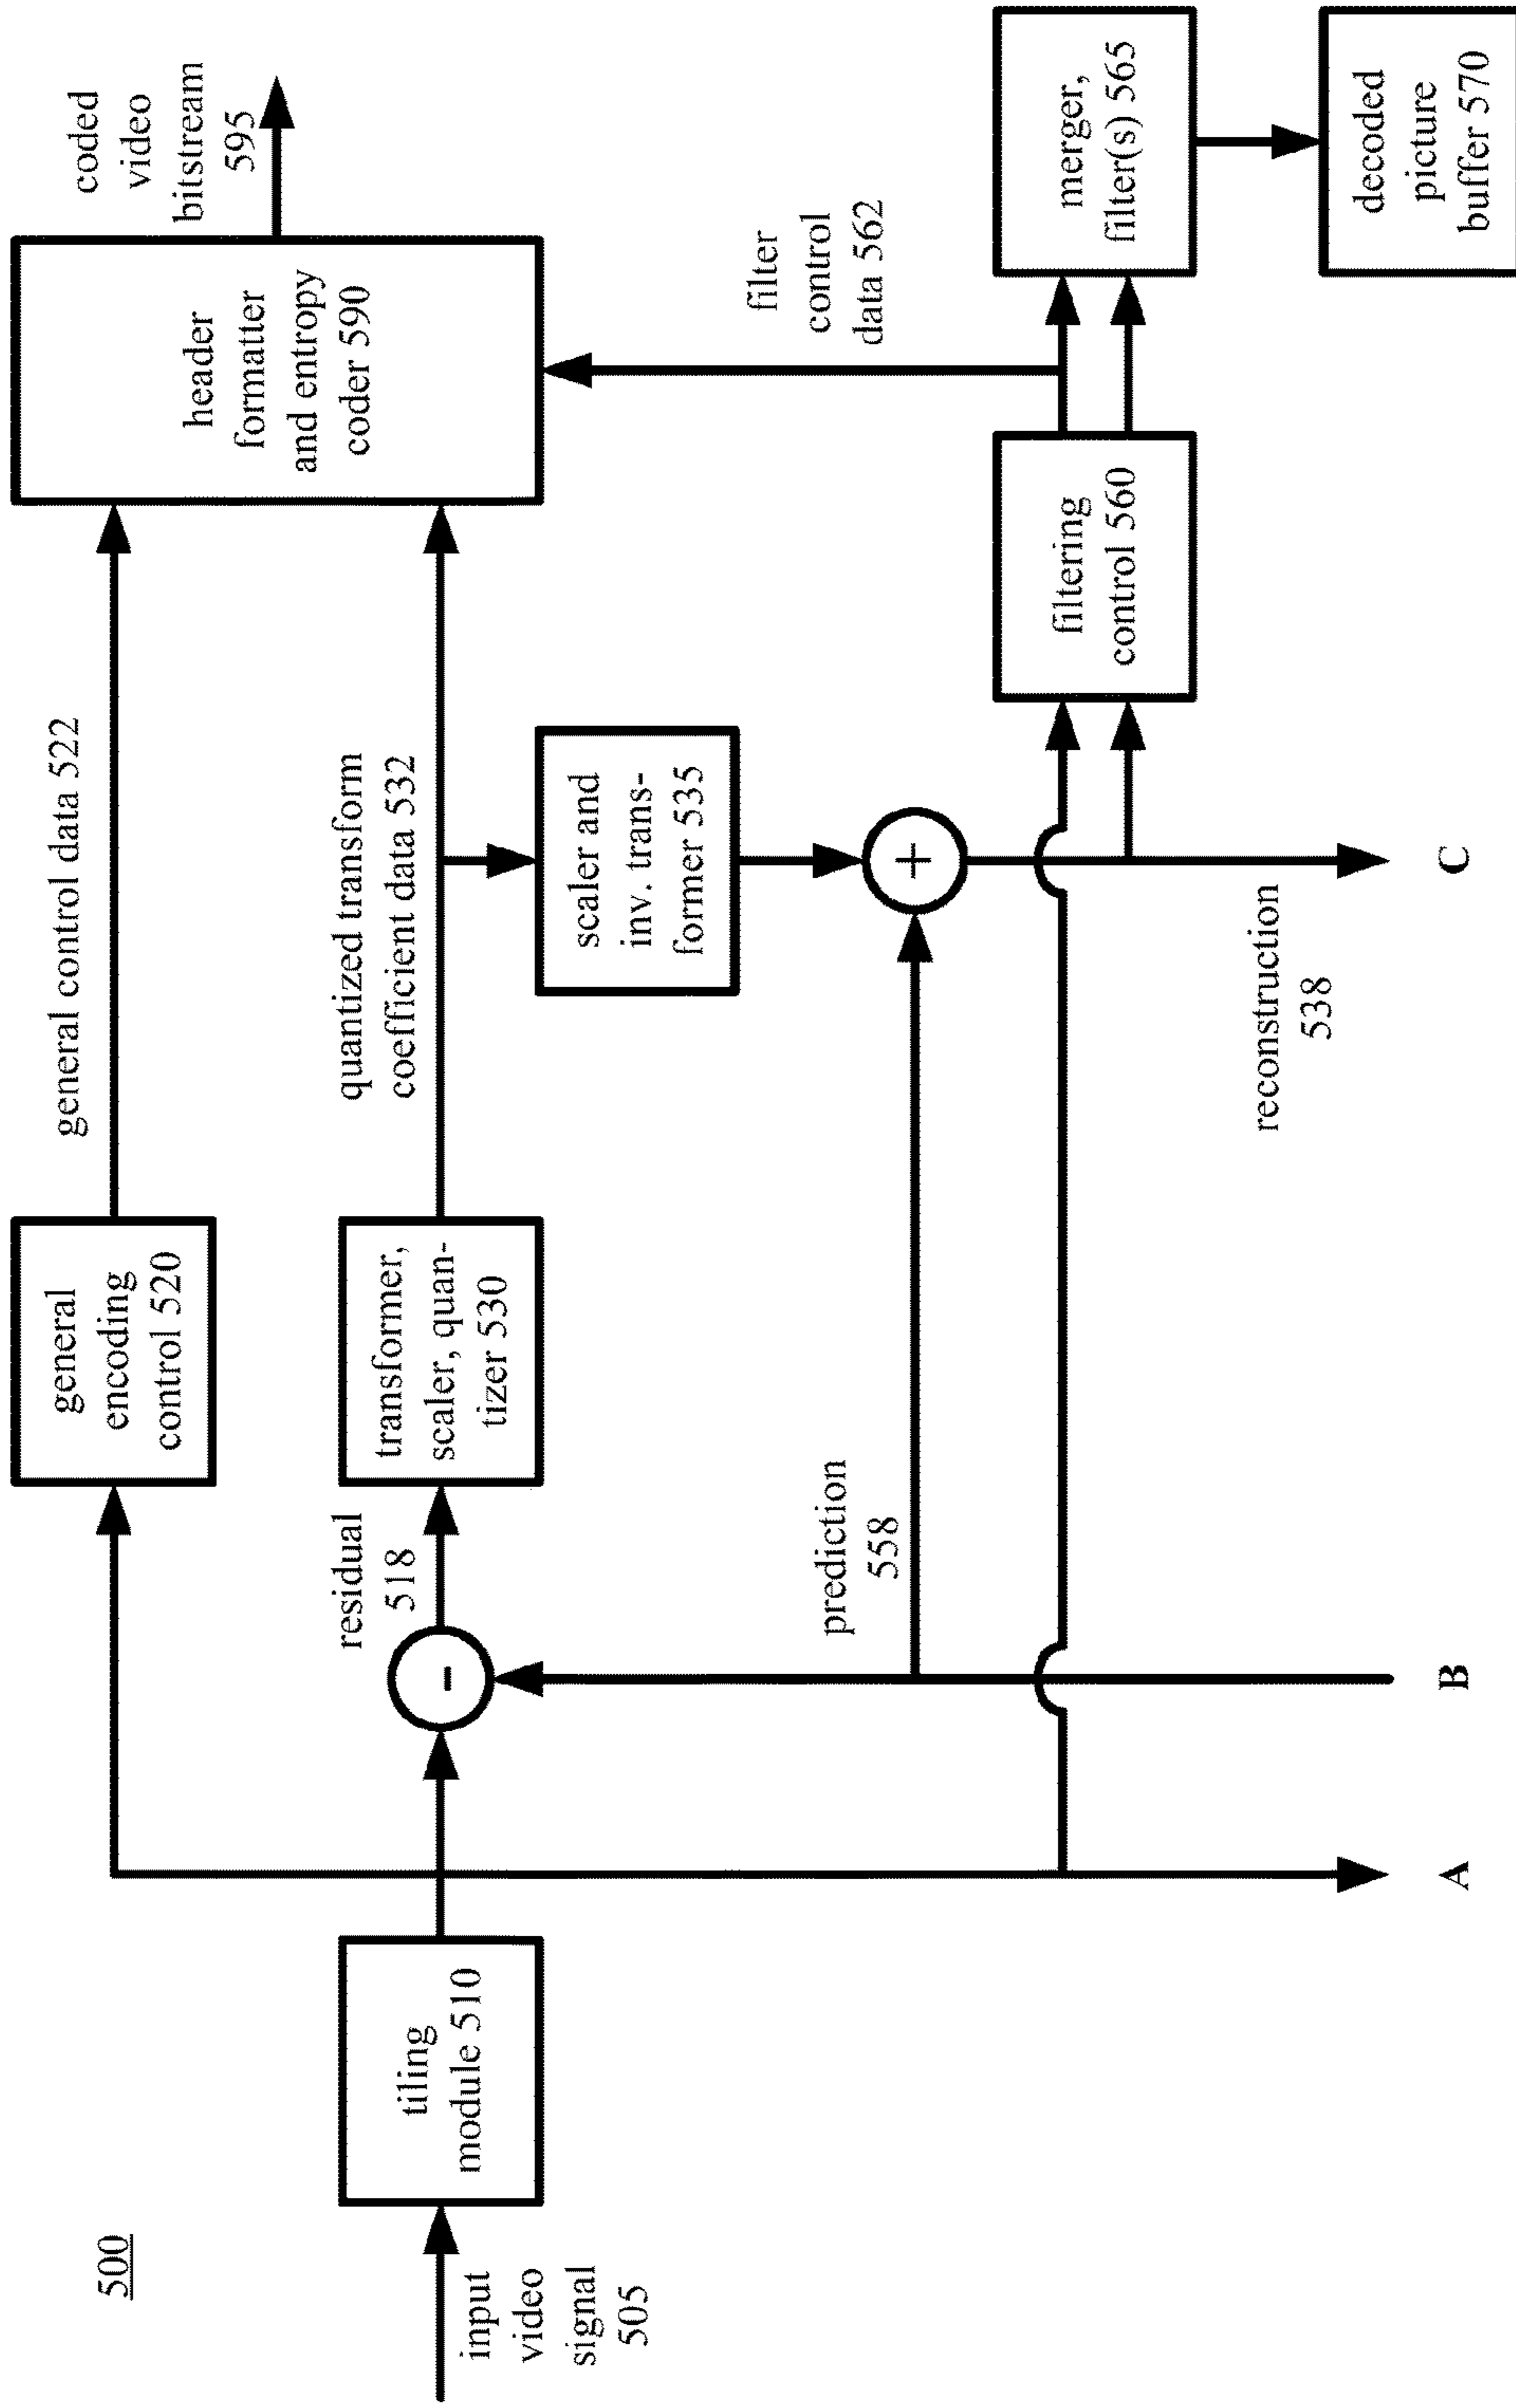 500
input
video
signal
505
tiling
module 510
general
encoding
control 520
general control data 522
header
formatter
and entropy
coder 590
coded
video
bitstream
595
residual
518
transformer,
scaler, quan-
tizer 530
quantized transform
coefficient data 532
scaler and
inv. trans-
former 535
-
+
prediction
558
filter
control
data 562
filtering
control 560
merger,
filter(s) 565
decoded
picture
buffer 570
reconstruction
538
A
B
C